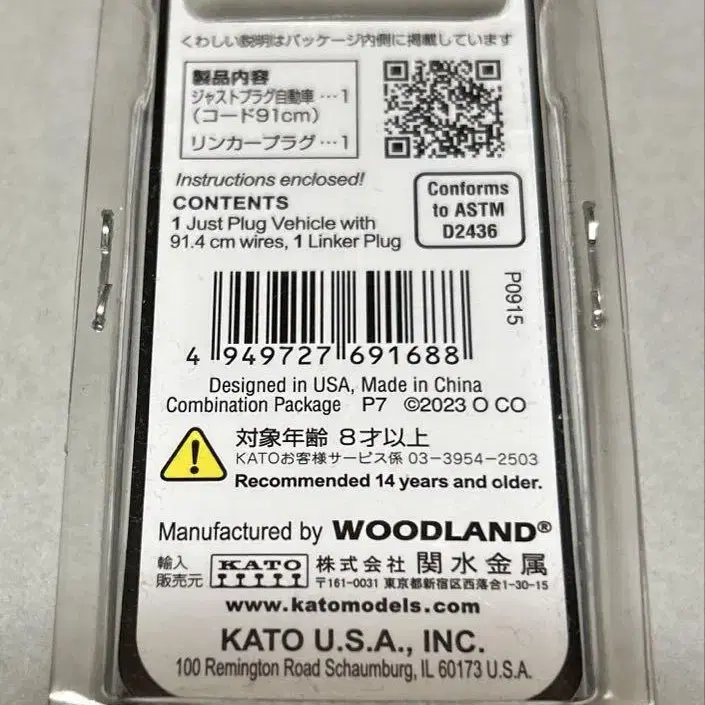 くわしい説明はパッケージ内側に掲載しています
製品内容
ジャストプラグ自動車…1
(コード91cm)
リンカープラグ…1
Instructions enclosed!
CONTENTS
1 Just Plug Vehicle with
91.4 cm wires, 1 Linker Plug
Conforms
to ASTM
D2436
P0915
4 949727 691688
Designed in USA, Made in China
Combination Package P7 ©2023 O CO
対象年齢 8才以上
KATOお客様サービス係 03-3954-2503
Recommended 14 years and older.
Manufactured by WOODLAND®
輸入
販売元
KATO
株式会社 関水金属
〒161-0031 東京都新宿区西落合1-30-15
www.katomodels.com
KATO U.S.A., INC.
100 Remington Road Schaumburg, IL 60173 U.S.A.